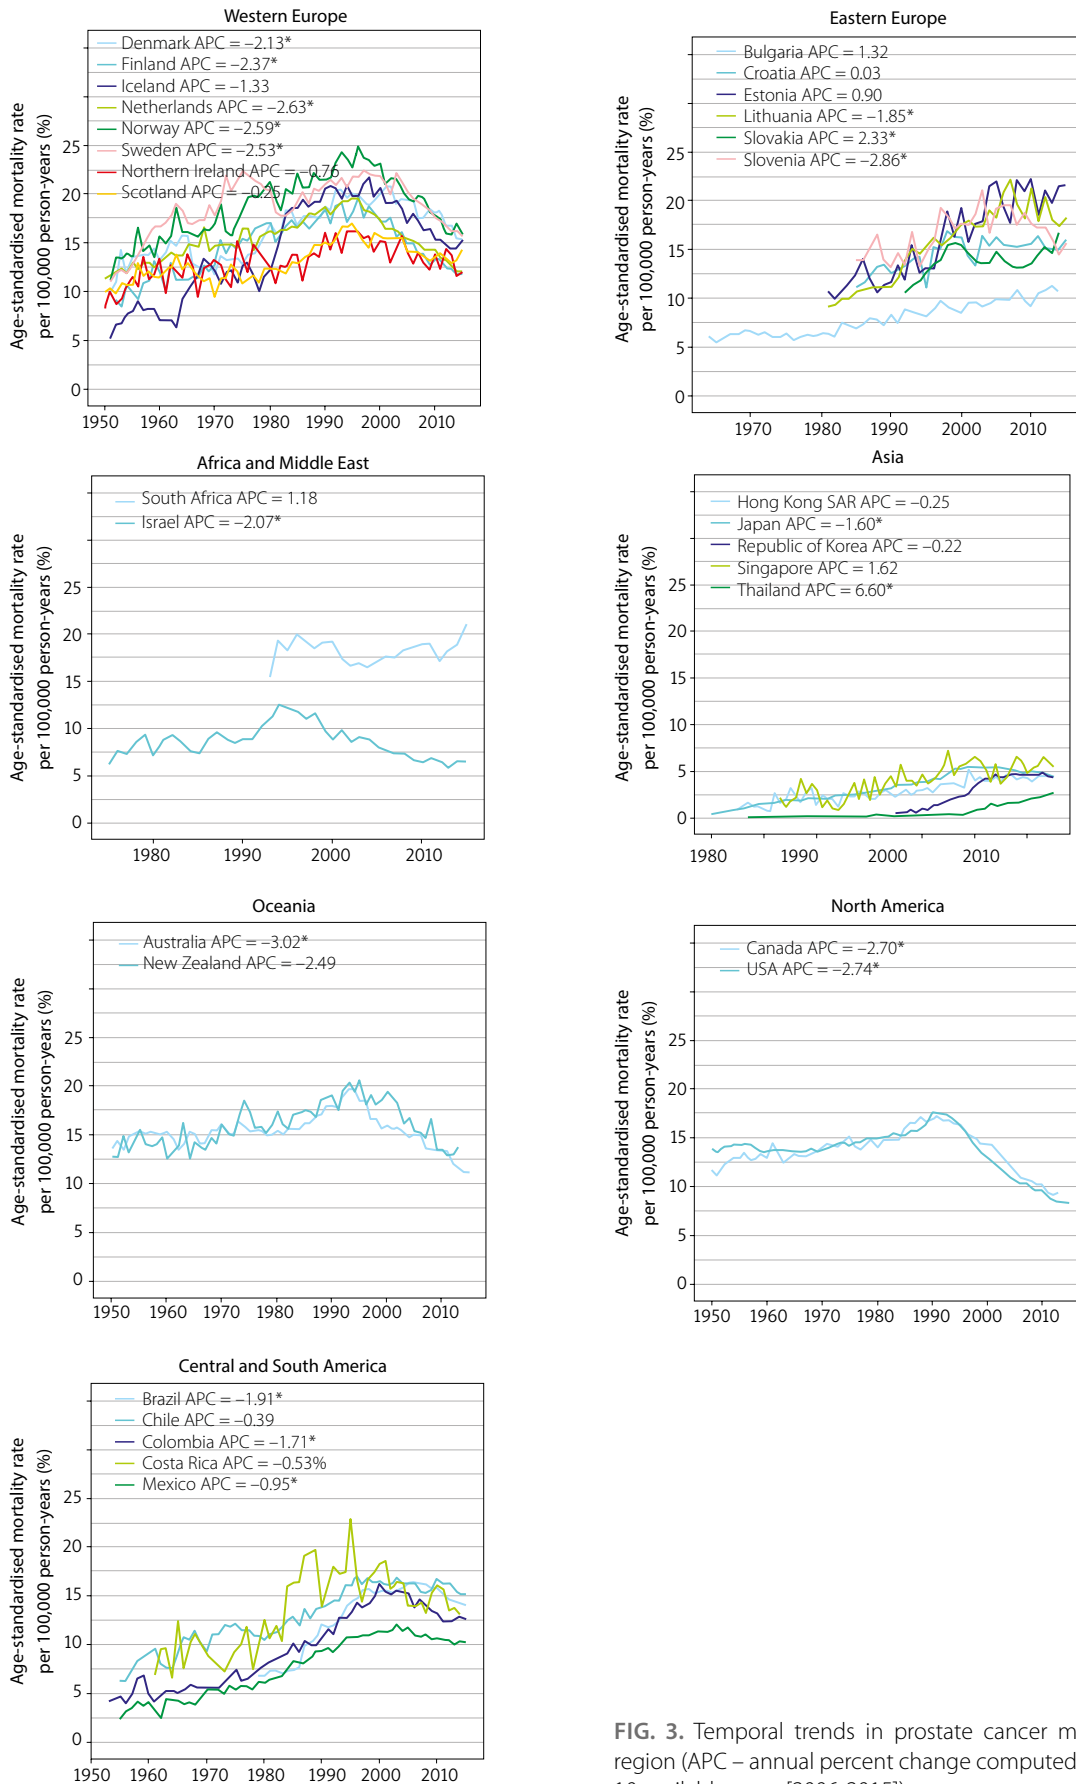 Western Europe
Age-standardised mortality rate
per 100,000 person-years (%)
Denmark APC = –2.13*
Finland APC = –2.37*
Iceland APC = –1.33
Netherlands APC = –2.63*
Norway APC = –2.59*
Sweden APC = –2.53*
Northern Ireland APC = –0.76
Scotland APC = –0.25
25
20
15
10
5
0
1950 1960 1970 1980 1990 2000 2010
Eastern Europe
Age-standardised mortality rate
per 100,000 person-years (%)
Bulgaria APC = 1.32
Croatia APC = 0.03
Estonia APC = 0.90
Lithuania APC = –1.85*
Slovakia APC = 2.33*
Slovenia APC = –2.86*
25
20
15
10
5
0
1970 1980 1990 2000 2010
Africa and Middle East
Age-standardised mortality rate
per 100,000 person-years (%)
South Africa APC = 1.18
Israel APC = –2.07*
25
20
15
10
5
0
1980 1990 2000 2010
Asia
Age-standardised mortality rate
per 100,000 person-years (%)
Hong Kong SAR APC = –0.25
Japan APC = –1.60*
Republic of Korea APC = –0.22
Singapore APC = 1.62
Thailand APC = 6.60*
25
20
15
10
5
0
1980 1990 2000 2010
Oceania
Age-standardised mortality rate
per 100,000 person-years (%)
Australia APC = –3.02*
New Zealand APC = –2.49
25
20
15
10
5
0
1950 1960 1970 1980 1990 2000 2010
North America
Age-standardised mortality rate
per 100,000 person-years (%)
Canada APC = –2.70*
USA APC = –2.74*
25
20
15
10
5
0
1950 1960 1970 1980 1990 2000 2010
Central and South America
Age-standardised mortality rate
per 100,000 person-years (%)
Brazil APC = –1.91*
Chile APC = –0.39
Colombia APC = –1.71*
Costa Rica APC = –0.53%
Mexico APC = –0.95*
25
20
15
10
5
0
1950 1960 1970 1980 1990 2000 2010
FIG. 3. Temporal trends in prostate cancer m
region (APC – annual percent change computed